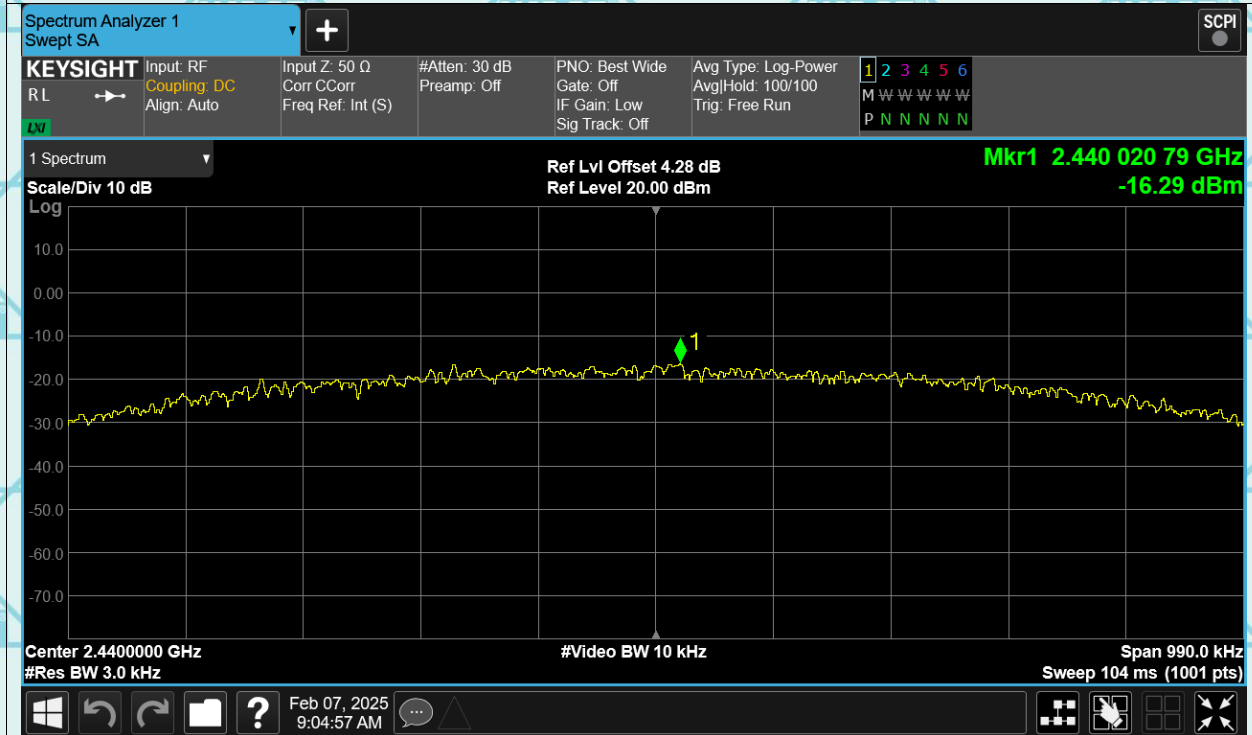 Spectrum Analyzer 1
Swept SA
▼
+
SCPI
KEYSIGHT
RL
LXI
Input: RF
Coupling: DC
Align: Auto
Input Z: 50 Ω
Corr CCorr
Freq Ref: Int (S)
#Atten: 30 dB
Preamp: Off
PNO: Best Wide
Gate: Off
IF Gain: Low
Sig Track: Off
Avg Type: Log-Power
Avg|Hold: 100/100
Trig: Free Run
1 2 3 4 5 6
M W W W W W
P N N N N N
1 Spectrum ▼
Ref Lvl Offset 4.28 dB
Mkr1 2.440 020 79 GHz
Scale/Div 10 dB
Ref Level 20.00 dBm
-16.29 dBm
Log
10.0
0.00
-10.0
1
-20.0
-30.0
-40.0
-50.0
-60.0
-70.0
Center 2.4400000 GHz
#Video BW 10 kHz
Span 990.0 kHz
#Res BW 3.0 kHz
Sweep 104 ms (1001 pts)
?
Feb 07, 2025
9:04:57 AM